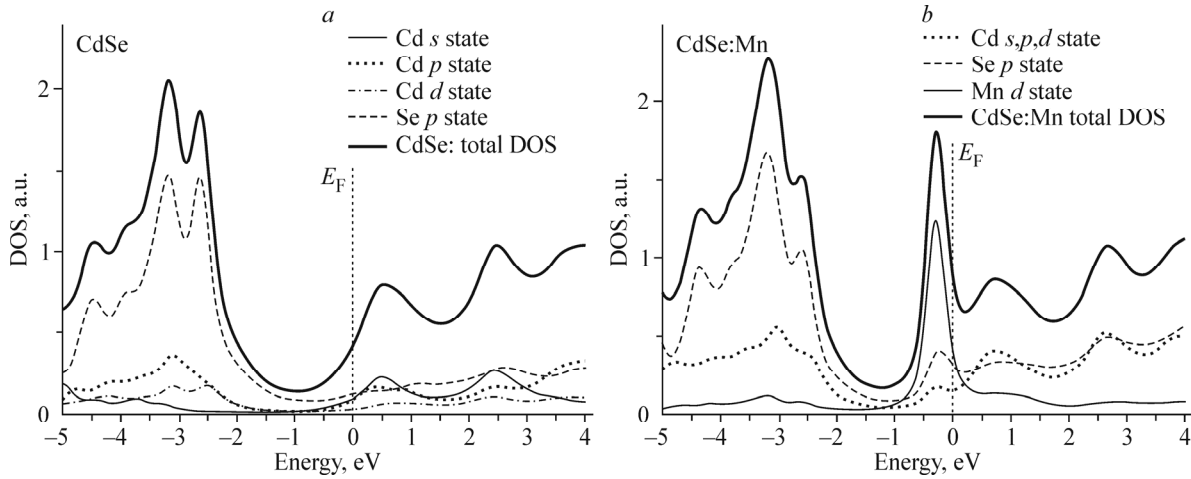 a
CdSe
Cd s state
Cd p state
Cd d state
Se p state
CdSe: total DOS
E_F
DOS, a.u.
2
1
0
–5 –4 –3 –2 –1 0 1 2 3 4
Energy, eV
b
CdSe:Mn
Cd s,p,d state
Se p state
Mn d state
CdSe:Mn total DOS
E_F
DOS, a.u.
2
1
0
–5 –4 –3 –2 –1 0 1 2 3 4
Energy, eV